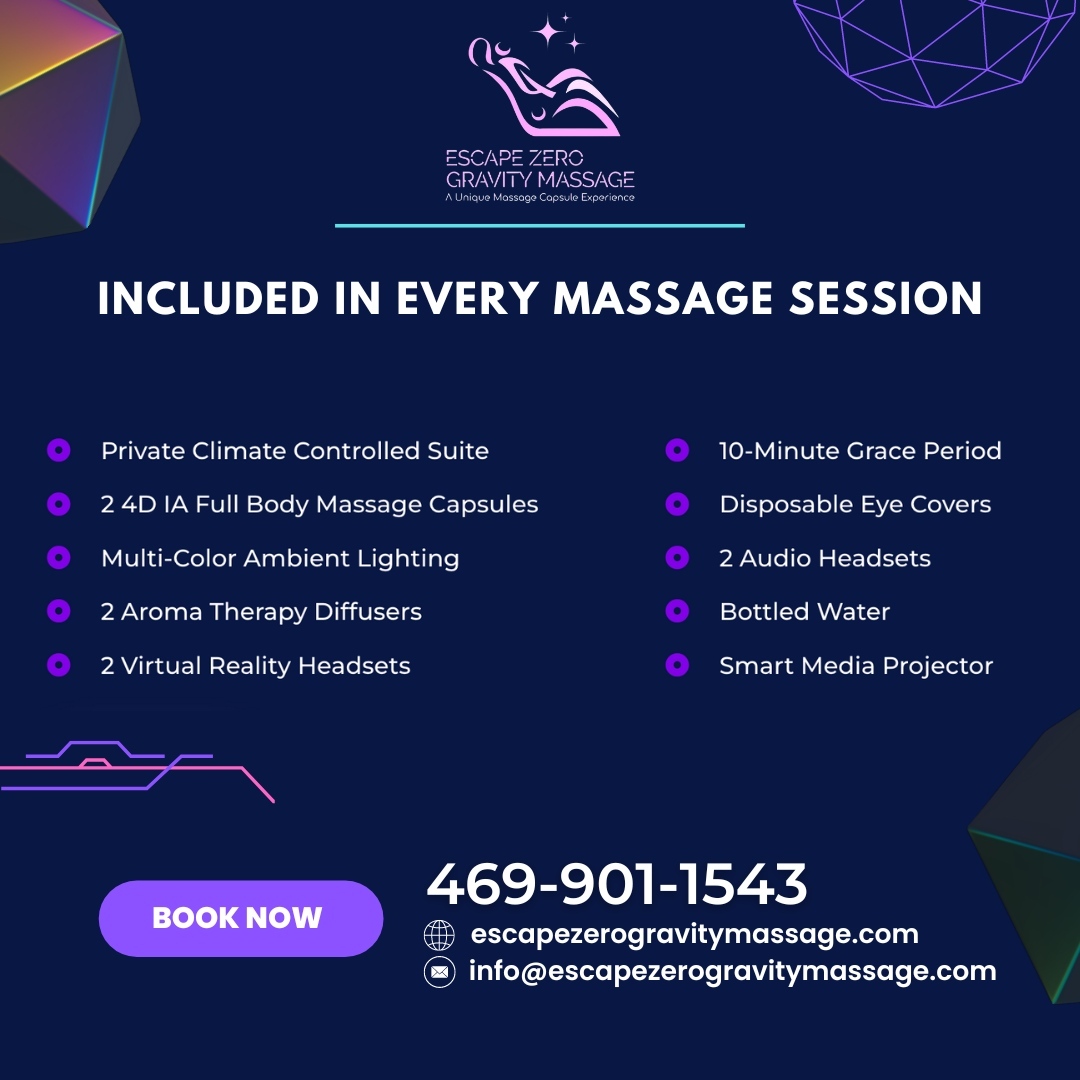 ESCAPE ZERO
GRAVITY MASSAGE
A Unique Massage Capsule Experience
INCLUDED IN EVERY MASSAGE SESSION
Private Climate Controlled Suite
2 4D IA Full Body Massage Capsules
Multi-Color Ambient Lighting
2 Aroma Therapy Diffusers
2 Virtual Reality Headsets
10-Minute Grace Period
Disposable Eye Covers
2 Audio Headsets
Bottled Water
Smart Media Projector
BOOK NOW
469-901-1543
escapezerogravitymassage.com
info@escapezerogravitymassage.com